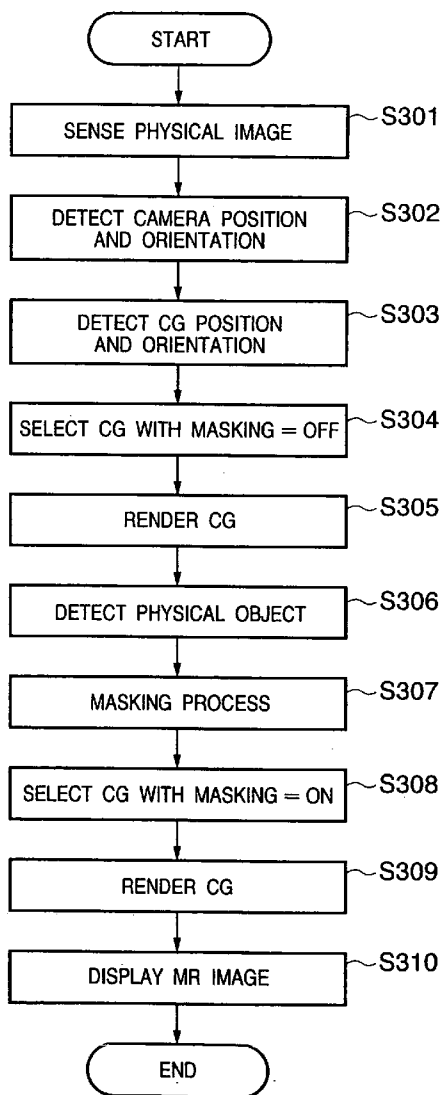 START
SENSE PHYSICAL IMAGE
S301
DETECT CAMERA POSITION
AND ORIENTATION
S302
DETECT CG POSITION
AND ORIENTATION
S303
SELECT CG WITH MASKING = OFF
S304
RENDER CG
S305
DETECT PHYSICAL OBJECT
S306
MASKING PROCESS
S307
SELECT CG WITH MASKING = ON
S308
RENDER CG
S309
DISPLAY MR IMAGE
S310
END